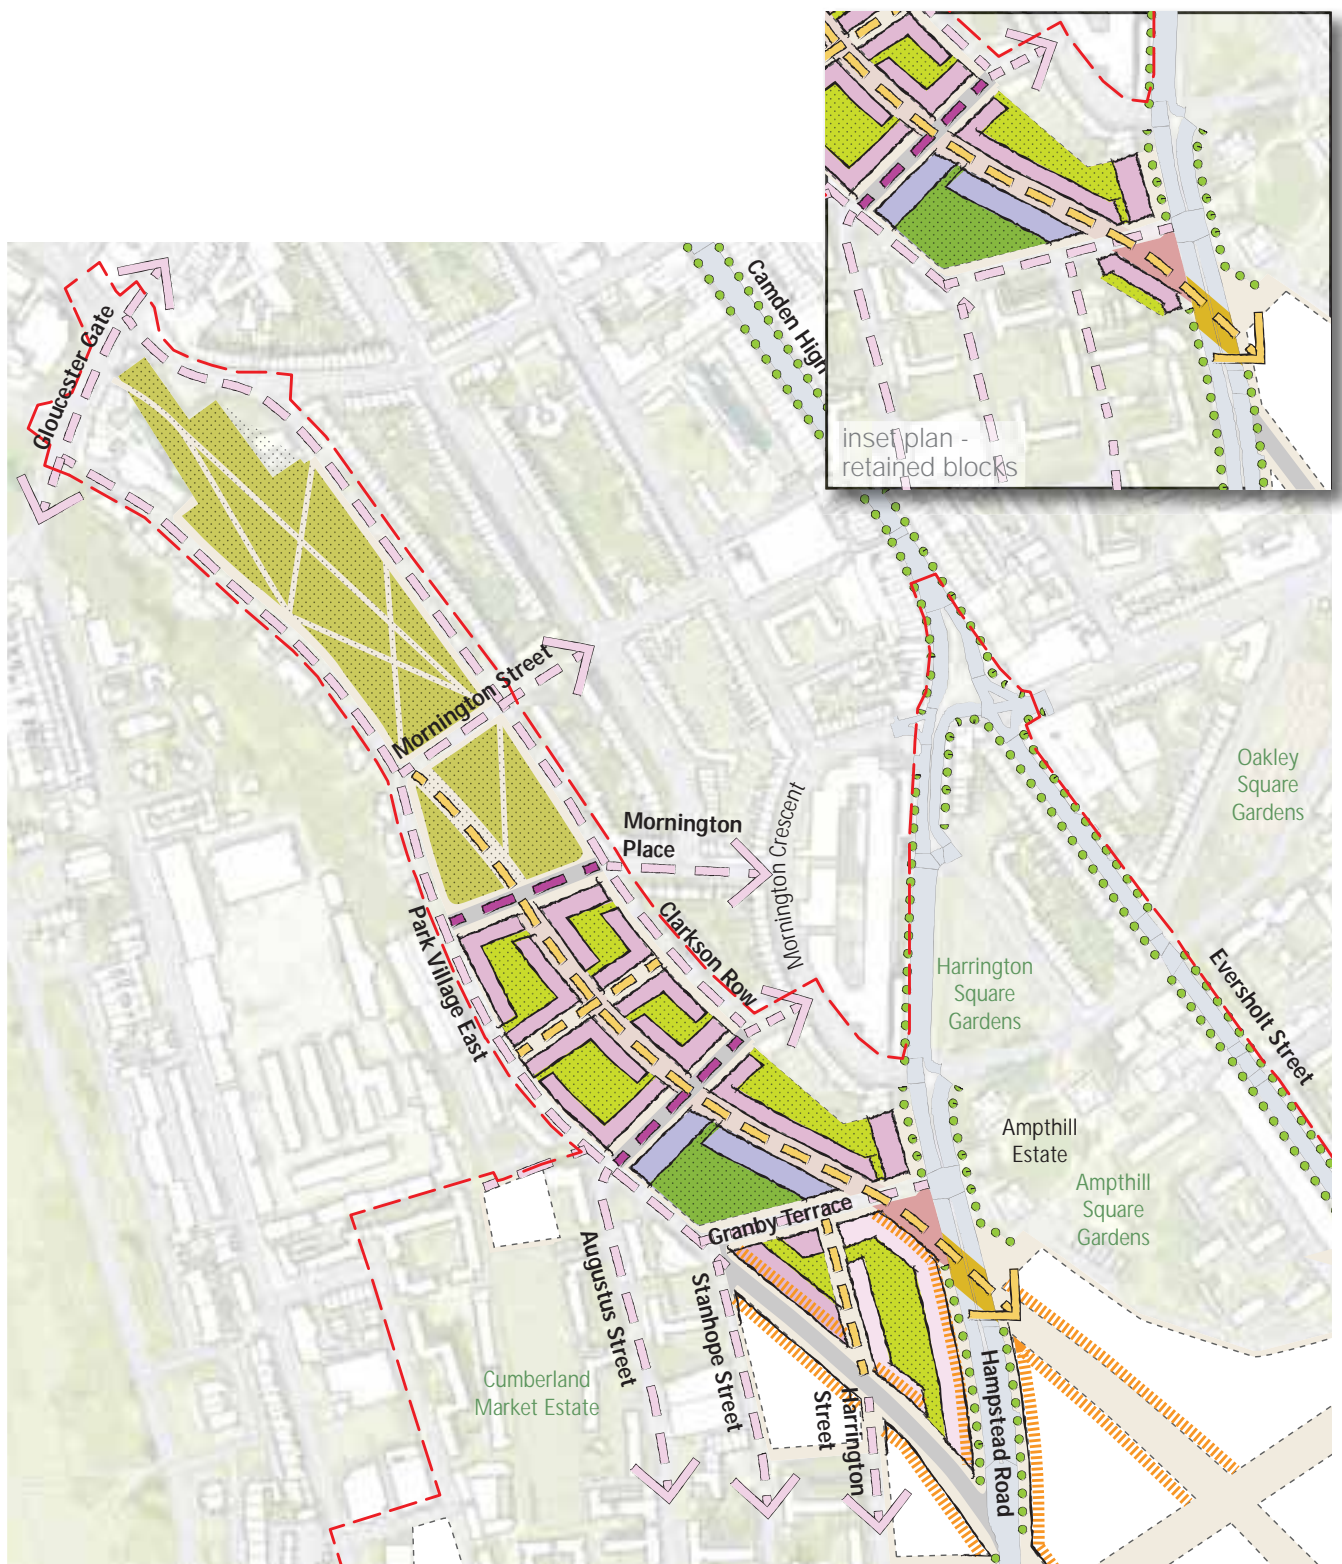 Camden High
inset plan -
retained blocks
Gloucester Gate
Mornington Street
Mornington
Place
Mornington Crescent
Oakley
Square
Gardens
Clarkson Row
Park Village East
Harrington
Square
Gardens
Eversholt Street
Ampthill
Estate
Ampthill
Square
Gardens
Granby Terrace
Augustus Street
Stanhope Street
Harrington
Street
Hampstead Road
Cumberland
Market Estate